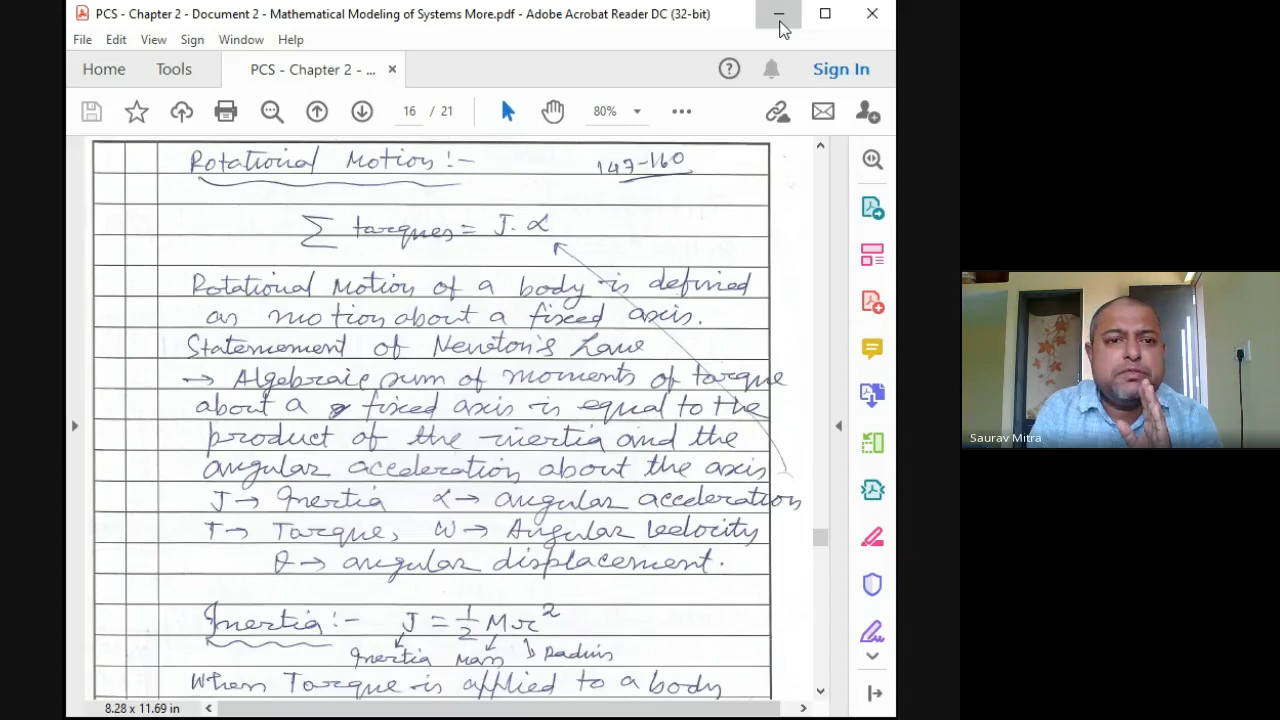 PCS - Chapter 2 - Document 2 - Mathematical Modeling of Systems More.pdf - Adobe Acrobat Reader DC (32-bit)
File Edit View Sign Window Help
Home Tools PCS - Chapter 2 - ... × ? Sign In
16 / 21 80%
Rotational Motion :- 147-160
∑ torques = J. α
Rotational Motion of a body is defined
as motion about a fixed axis.
Statement of Newton's Law
→ Algebraic sum of moments of torque
about a fixed axis is equal to the
product of the inertia and the
angular acceleration about the axis
J → Inertia α → angular acceleration
T → Torque, ω → Angular Velocity
θ → angular displacement.
Inertia :- J = 1/2 Mr²
Inertia Mass Radius
When Torque is applied to a body
8.28 x 11.69 in
Saurav Mitra